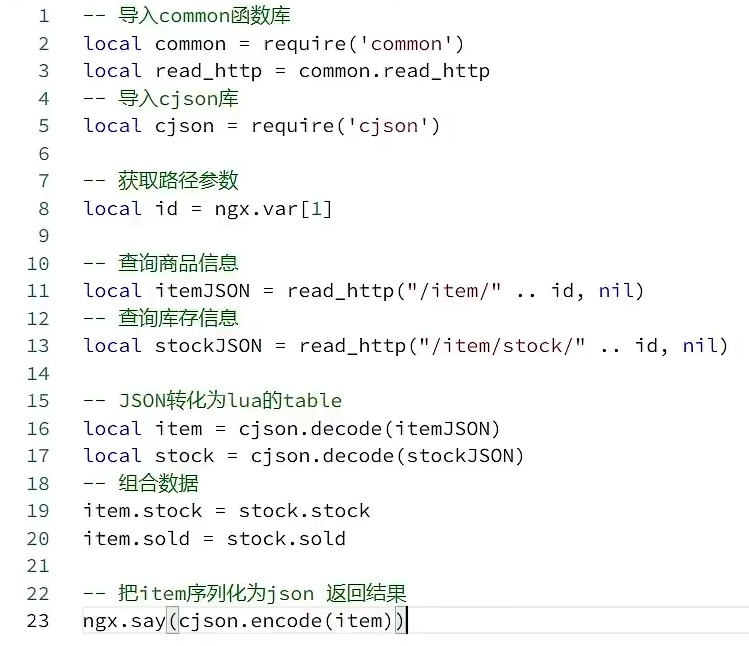 1 -- 导入common函数库
2 local common = require('common')
3 local read_http = common.read_http
4 -- 导入cjson库
5 local cjson = require('cjson')
6
7 -- 获取路径参数
8 local id = ngx.var[1]
9
10 -- 查询商品信息
11 local itemJSON = read_http("/item/" .. id, nil)
12 -- 查询库存信息
13 local stockJSON = read_http("/item/stock/" .. id, nil)
14
15 -- JSON转化为lua的table
16 local item = cjson.decode(itemJSON)
17 local stock = cjson.decode(stockJSON)
18 -- 组合数据
19 item.stock = stock.stock
20 item.sold = stock.sold
21
22 -- 把item序列化为json 返回结果
23 ngx.say(cjson.encode(item))